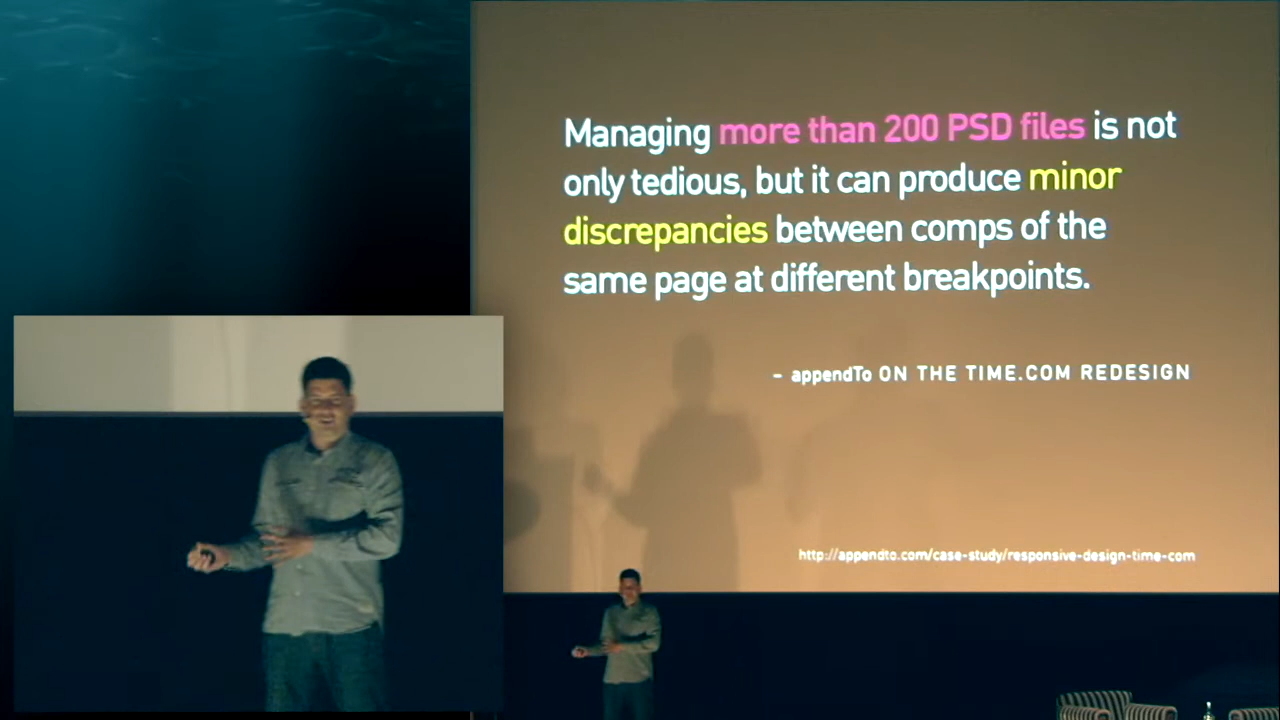 Managing more than 200 PSD files is not
only tedious, but it can produce minor
discrepancies between comps of the
same page at different breakpoints.
– appendTo ON THE TIME.COM REDESIGN
http://appendto.com/case-study/responsive-design-time-com